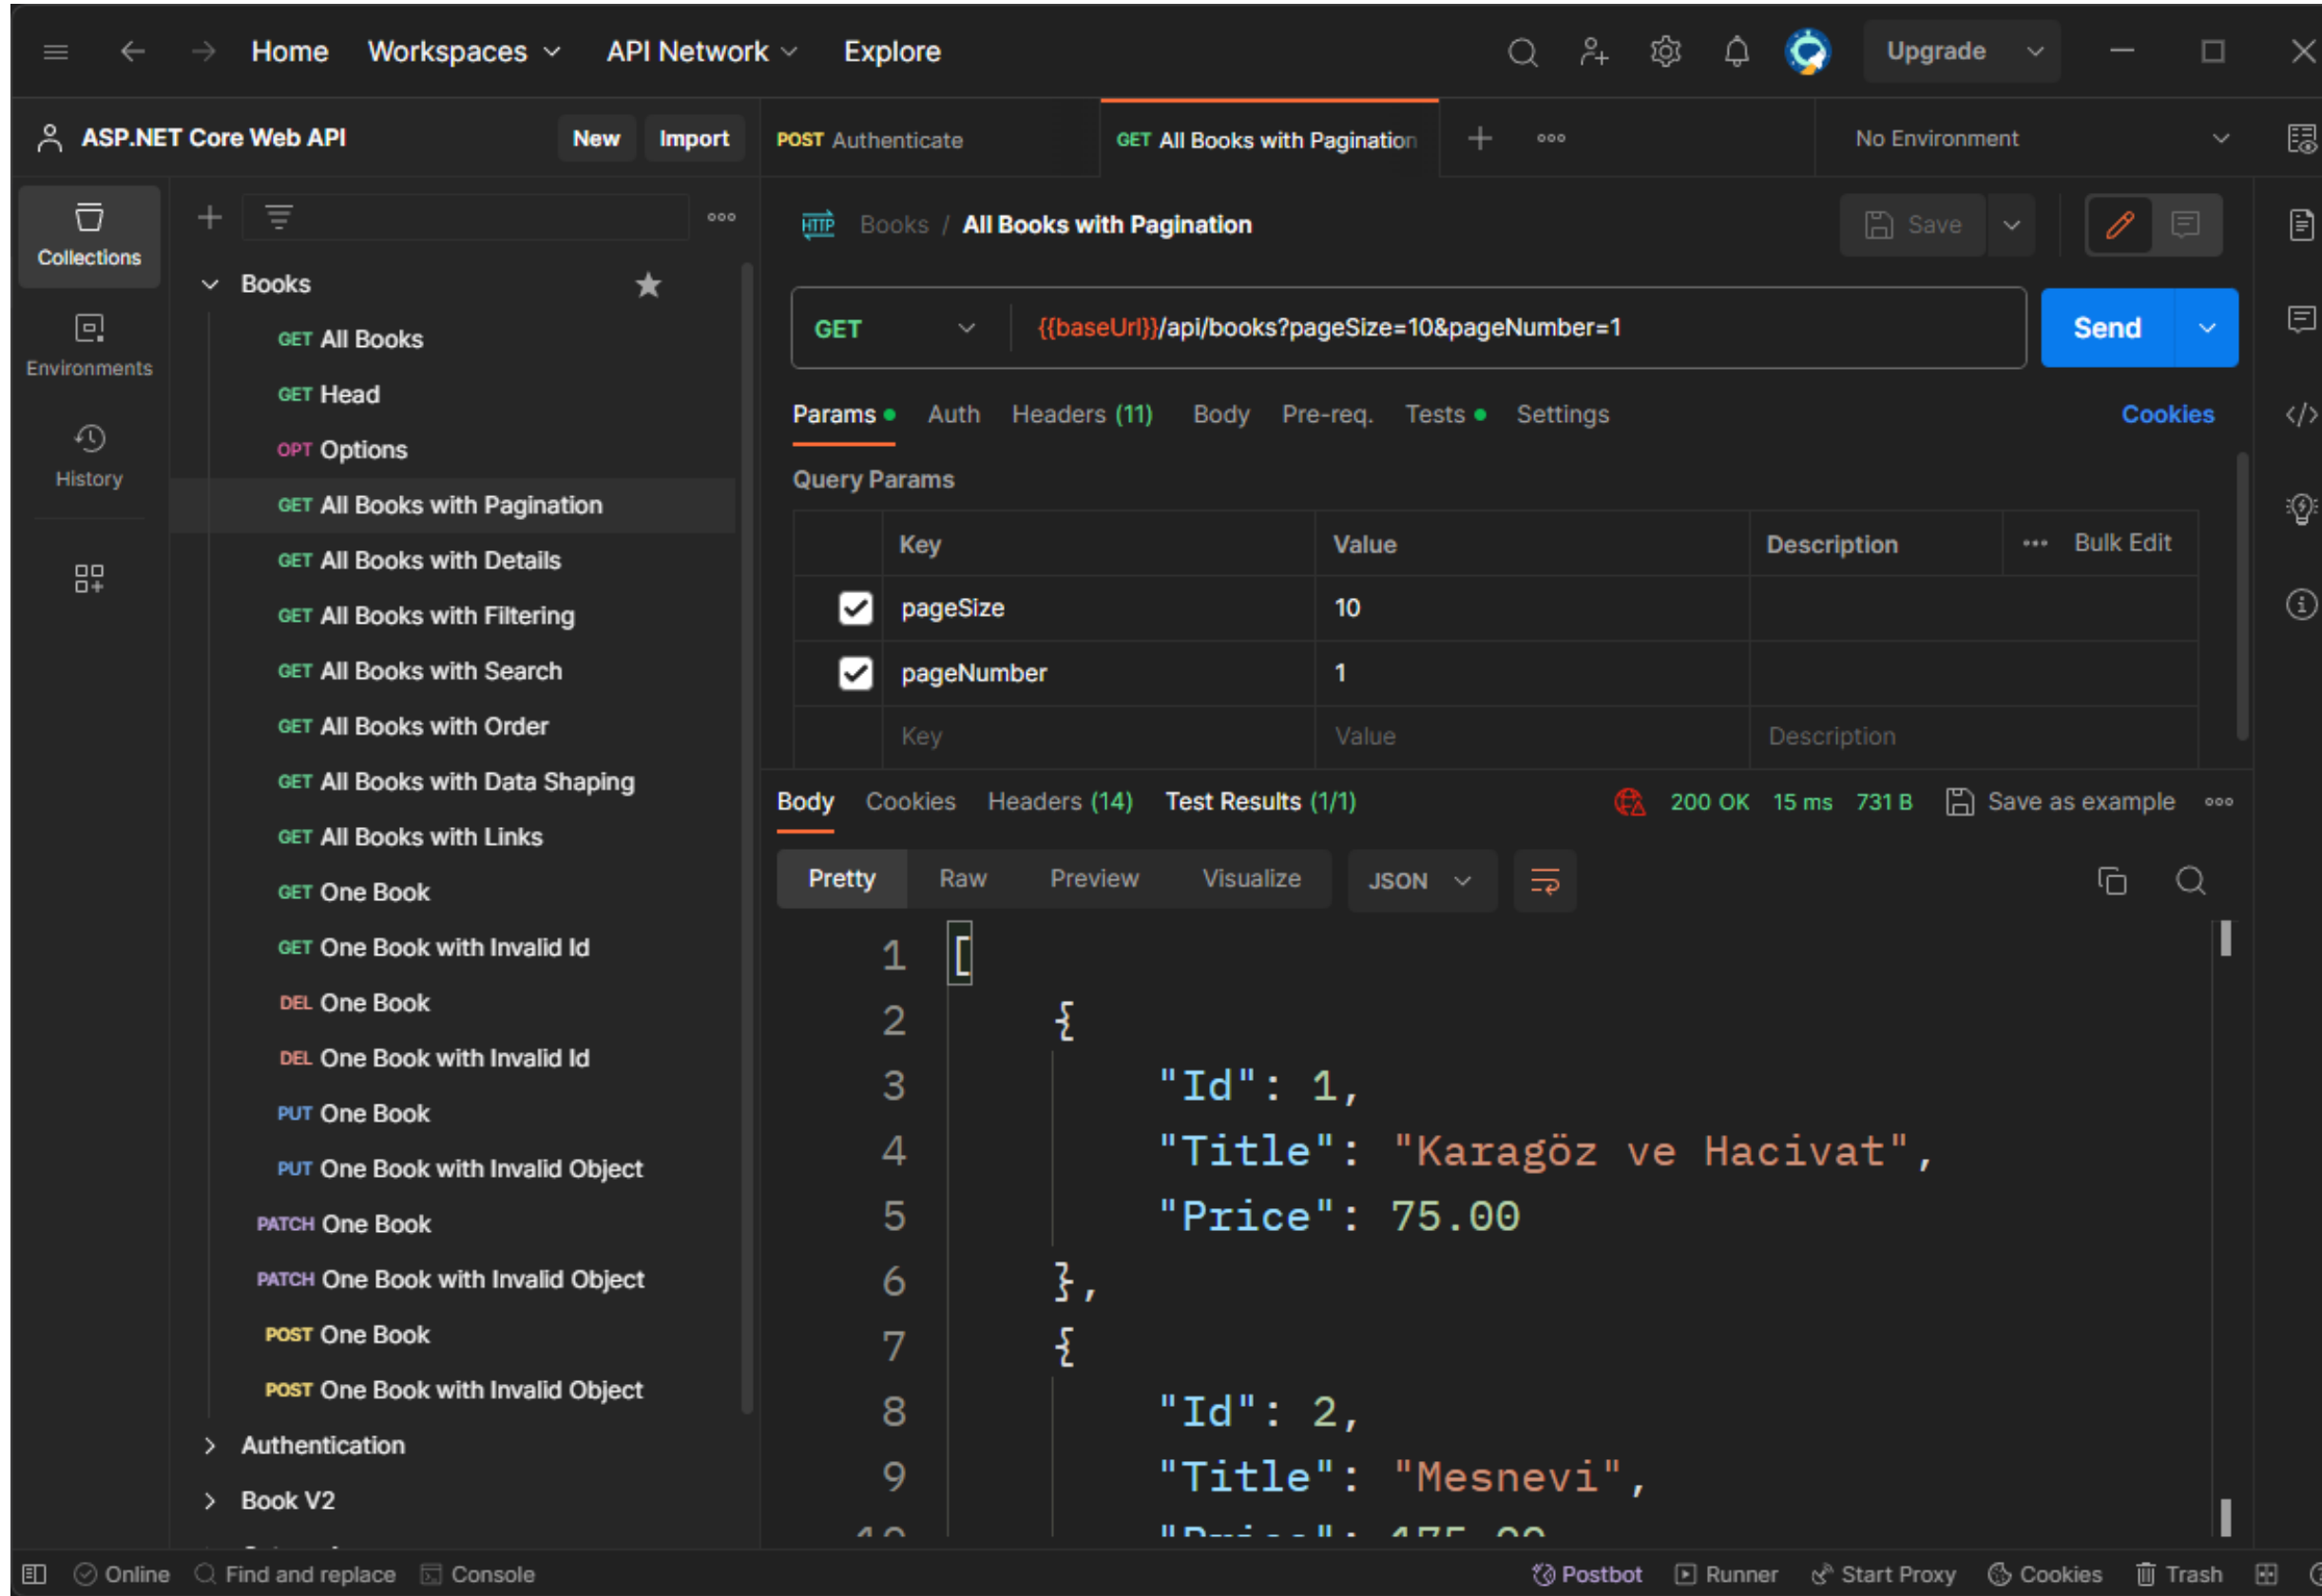 Home Workspaces API Network Explore Upgrade
ASP.NET Core Web API New Import
POST Authenticate GET All Books with Pagination No Environment
Collections
Environments
History
Books
GET All Books
GET Head
OPT Options
GET All Books with Pagination
GET All Books with Details
GET All Books with Filtering
GET All Books with Search
GET All Books with Order
GET All Books with Data Shaping
GET All Books with Links
GET One Book
GET One Book with Invalid Id
DEL One Book
DEL One Book with Invalid Id
PUT One Book
PUT One Book with Invalid Object
PATCH One Book
PATCH One Book with Invalid Object
POST One Book
POST One Book with Invalid Object
Authentication
Book V2
HTTP Books / All Books with Pagination Save
GET {{baseUrl}}/api/books?pageSize=10&pageNumber=1 Send
Params Auth Headers (11) Body Pre-req. Tests Settings Cookies
Query Params
Key Value Description Bulk Edit
pageSize 10
pageNumber 1
Key Value Description
Body Cookies Headers (14) Test Results (1/1) 200 OK 15 ms 731 B Save as example
Pretty Raw Preview Visualize JSON
1 [
2 {
3 "Id": 1,
4 "Title": "Karagöz ve Hacivat",
5 "Price": 75.00
6 },
7 {
8 "Id": 2,
9 "Title": "Mesnevi",
10 "Price": 175.00
Online Find and replace Console Postbot Runner Start Proxy Cookies Trash